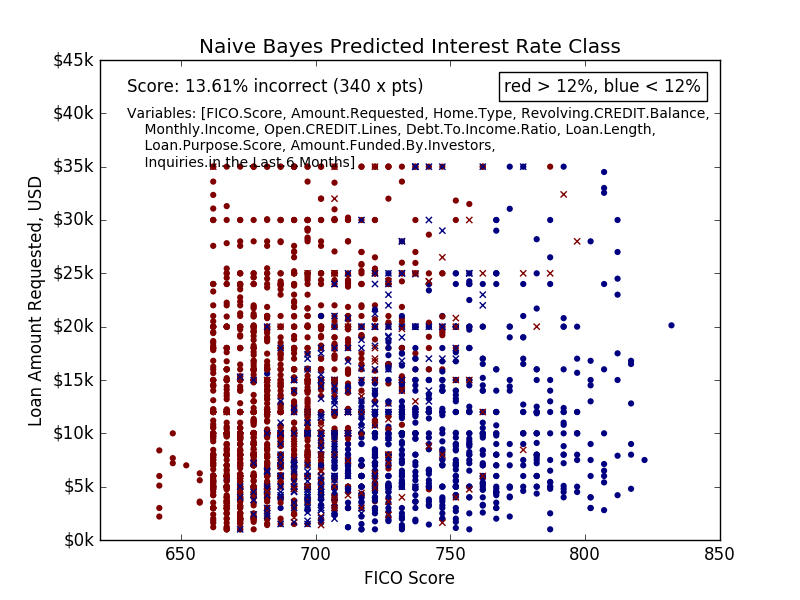 Naive Bayes Predicted Interest Rate Class
$45k
Score: 13.61% incorrect (340 x pts)
red > 12%, blue < 12%
Variables: [FICO.Score, Amount.Requested, Home.Type, Revolving.CREDIT.Balance,
Monthly.Income, Open.CREDIT.Lines, Debt.To.Income.Ratio, Loan.Length,
Loan.Purpose.Score, Amount.Funded.By.Investors,
Inquiries.in.the.Last.6.Months]
$40k
$35k
$30k
$25k
$20k
$15k
$10k
$5k
$0k
Loan Amount Requested, USD
650
700
750
800
850
FICO Score